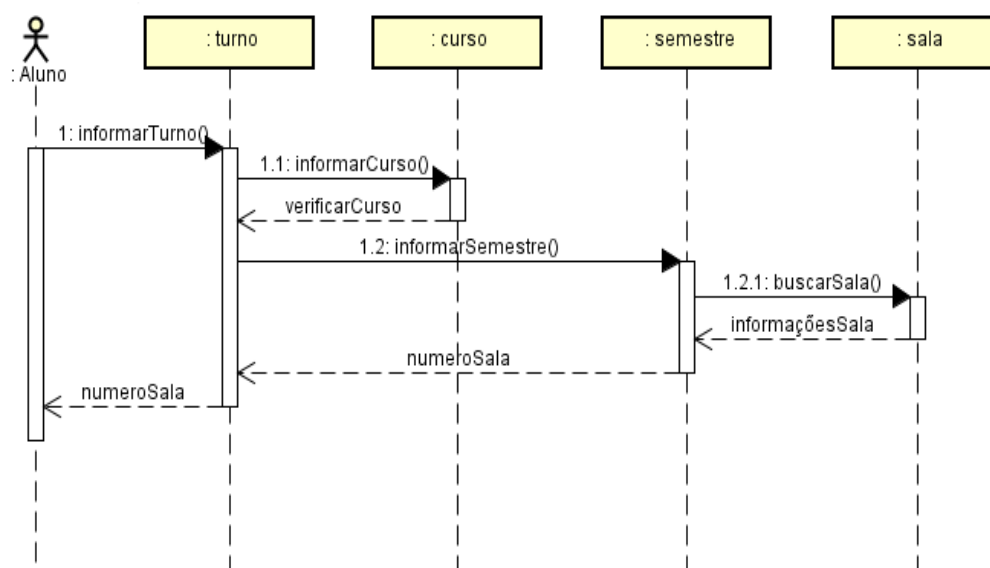 : turno
: curso
: semestre
: sala
: Aluno
1: informarTurno()
1.1: informarCurso()
verificarCurso
1.2: informarSemestre()
1.2.1: buscarSala()
informaçőesSala
numeroSala
numeroSala